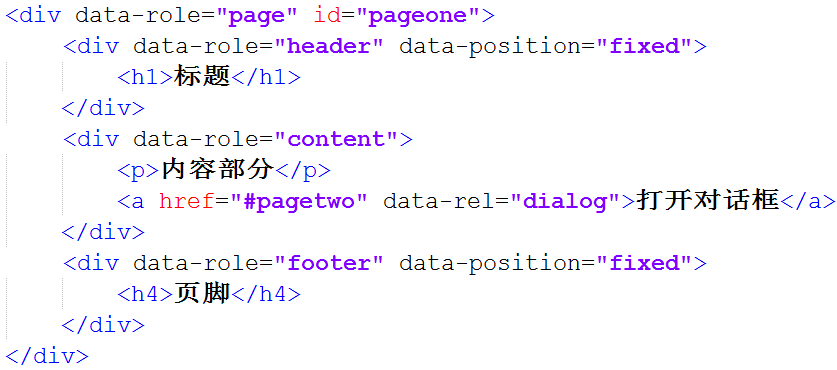 <div data-role="page" id="pageone">
    <div data-role="header" data-position="fixed">
        <h1>标题</h1>
    </div>
    <div data-role="content">
        <p>内容部分</p>
        <a href="#pagetwo" data-rel="dialog">打开对话框</a>
    </div>
    <div data-role="footer" data-position="fixed">
        <h4>页脚</h4>
    </div>
</div>